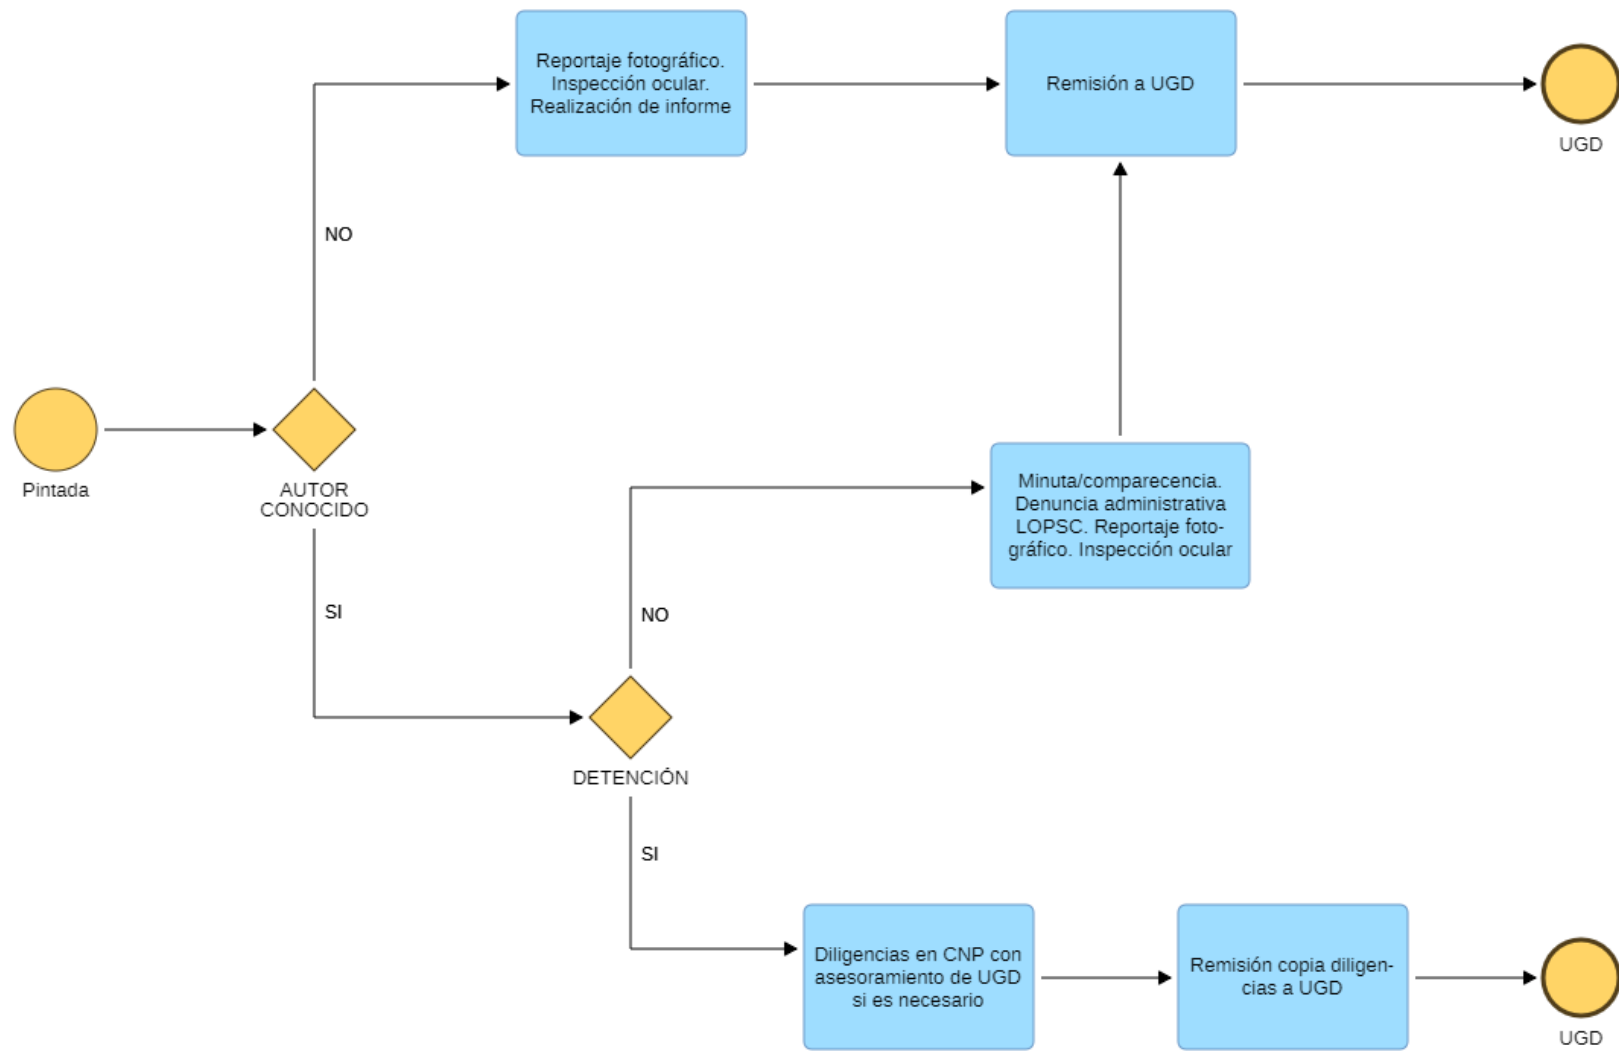 Reportaje fotográfico.
Inspección ocular.
Realización de informe
Remisión a UGD
UGD
NO
Pintada
AUTOR
CONOCIDO
Minuta/comparecencia.
Denuncia administrativa
LOPSC. Reportaje foto-
gráfico. Inspección ocular
SI
NO
DETENCIÓN
SI
Diligencias en CNP con
asesoramiento de UGD
si es necesario
Remisión copia diligen-
cias a UGD
UGD